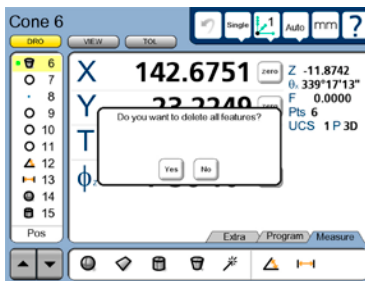 Cone 6
DRO VIEW TOL
Single 1 Auto mm ?
6
7
8
9
10
11
12
13
14
15
Pos
X 142.6751 zero
Y
T
Z -11.8742
θx 339°17'13"
F 0.0000
Pts 6
UCS 1 P 3D
Do you want to delete all features?
Yes No
Extra Program Measure